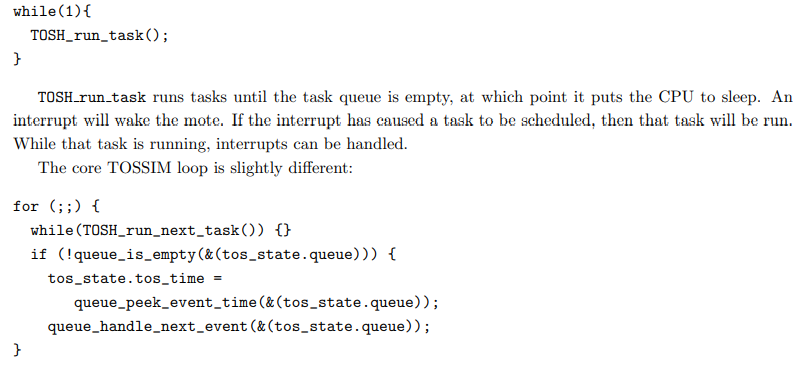 while(1){
  TOSH_run_task();
}
TOSH_run_task runs tasks until the task queue is empty, at which point it puts the CPU to sleep. An
interrupt will wake the mote. If the interrupt has caused a task to be scheduled, then that task will be run.
While that task is running, interrupts can be handled.
The core TOSSIM loop is slightly different:
for (;;) {
  while(TOSH_run_next_task()) {}
  if (!queue_is_empty(&(tos_state.queue))) {
    tos_state.tos_time =
       queue_peek_event_time(&(tos_state.queue));
    queue_handle_next_event(&(tos_state.queue));
}